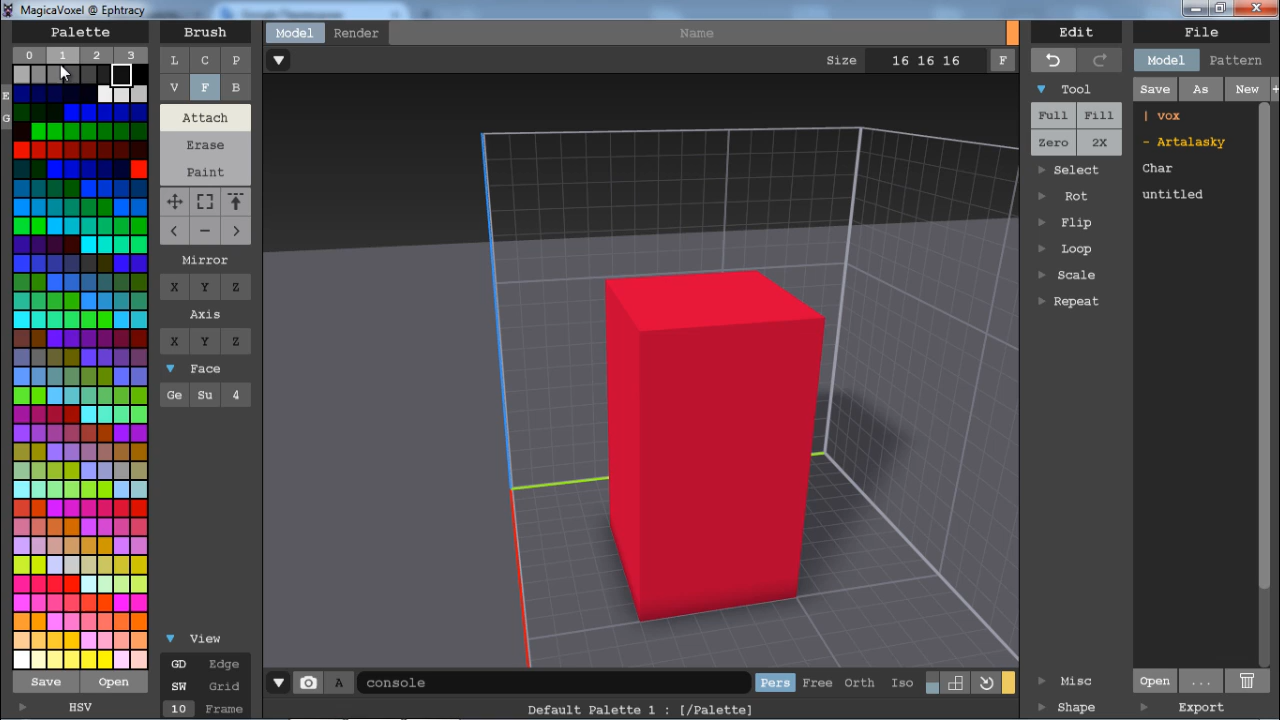 MagicaVoxel @ Ephtracy
Palette
0 1 2 3
E
G
Save Open
HSV
Brush
L C P
V F B
Attach
Erase
Paint
< - >
Mirror
X Y Z
Axis
X Y Z
Face
Ge Su 4
View
GD Edge
SW Grid
10 Frame
Model Render Name
Size 16 16 16 F
A console Pers Free Orth Iso
Default Palette 1 : [/Palette]
Edit
Tool
Full Fill
Zero 2X
Select
Rot
Flip
Loop
Scale
Repeat
Misc
Shape
File
Model Pattern
Save As New +
| vox
- Artalasky
Char
untitled
Open ...
Export